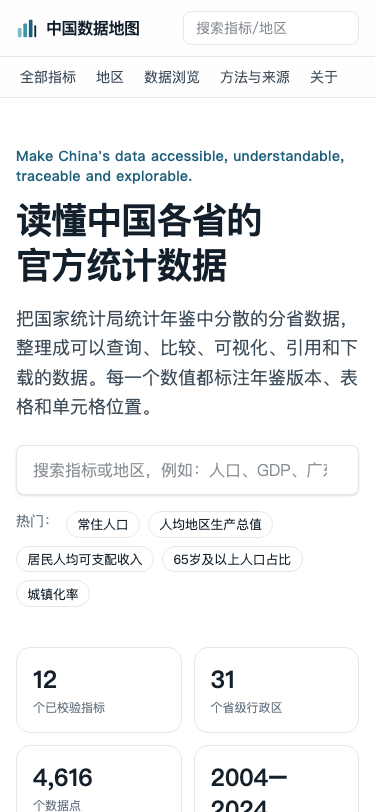 中国数据地图
搜索指标/地区
全部指标 地区 数据浏览 方法与来源 关于
Make China's data accessible, understandable,
traceable and explorable.
读懂中国各省的
官方统计数据
把国家统计局统计年鉴中分散的分省数据，
整理成可以查询、比较、可视化、引用和下
载的数据。每一个数值都标注年鉴版本、表
格和单元格位置。
搜索指标或地区，例如：人口、GDP、广
热门： 常住人口 人均地区生产总值
居民人均可支配收入 65岁及以上人口占比
城镇化率
12
个已校验指标
31
个省级行政区
4,616
个数据点
2004—
2024